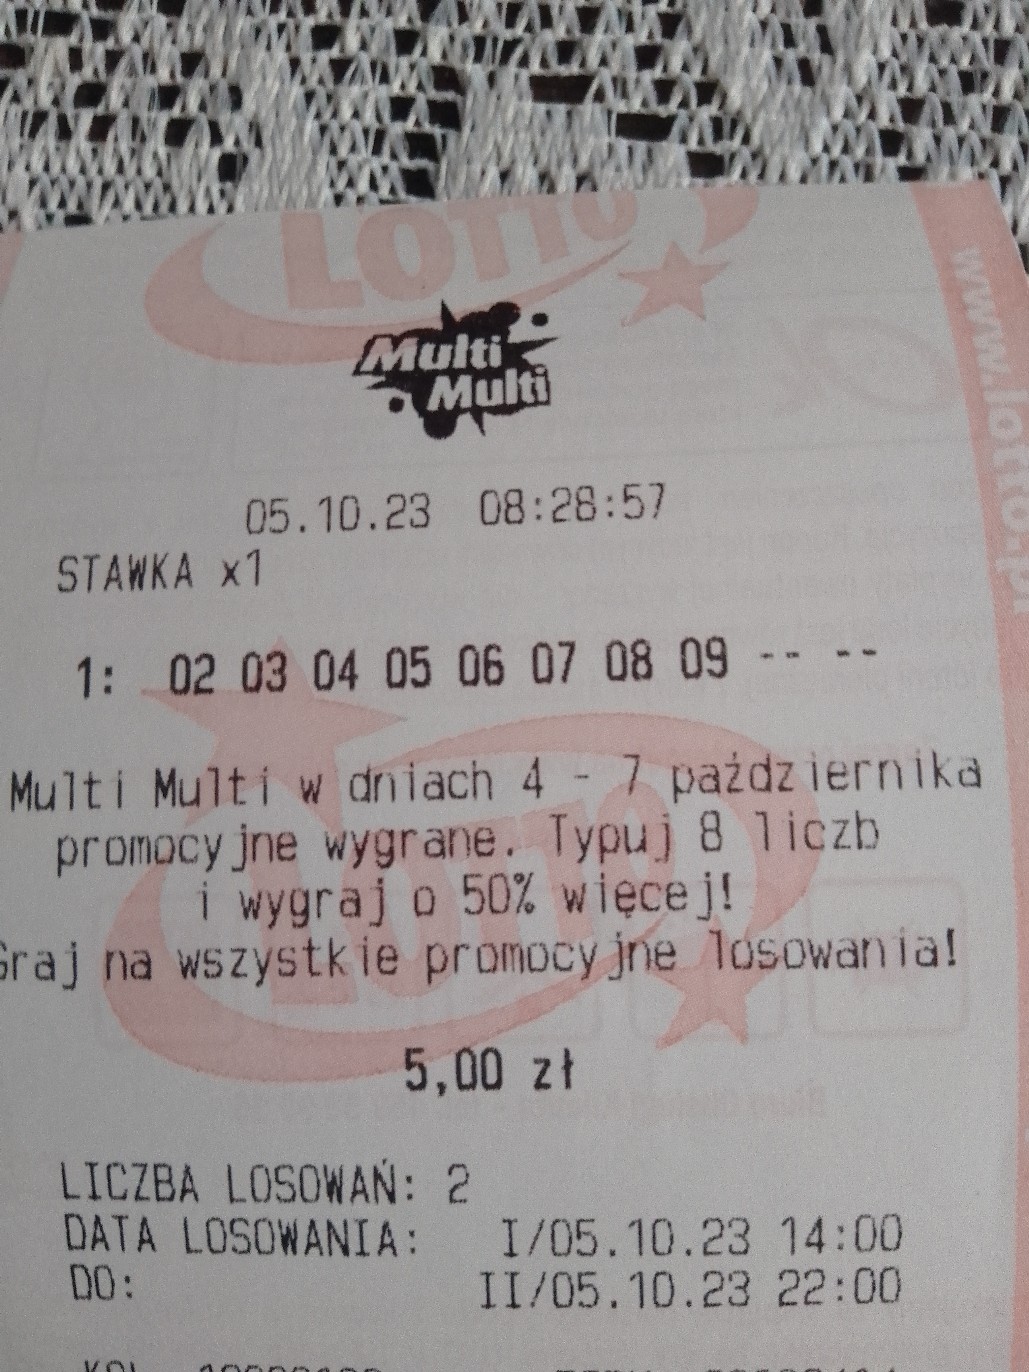 LOTTO
Multi
Multi
www.lotto.pl
05.10.23 08:28:57
STAWKA x1
1: 02 03 04 05 06 07 08 09 -- --
Multi Multi w dniach 4 - 7 października
promocyjne wygrane. Typuj 8 liczb
i wygraj o 50% więcej!
Graj na wszystkie promocyjne losowania!
LOTTO
5,00 zł
LICZBA LOSOWAŃ: 2
DATA LOSOWANIA: I/05.10.23 14:00
DO: II/05.10.23 22:00